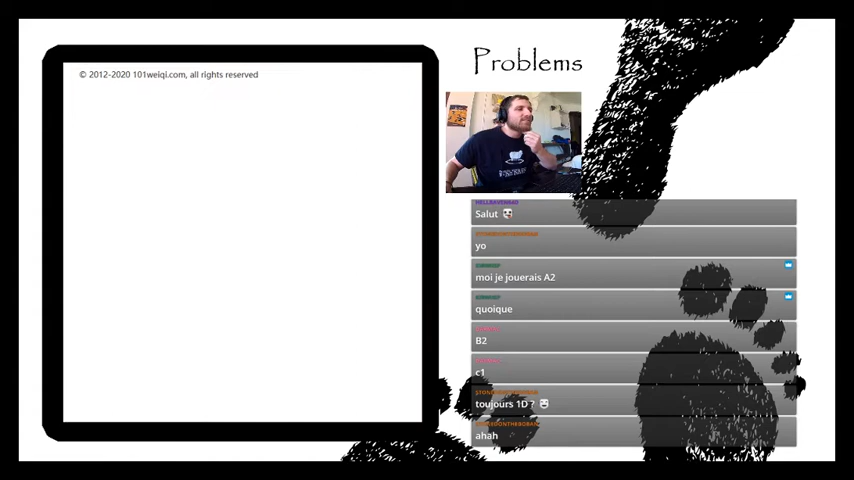 Problems
© 2012-2020 101weiqi.com, all rights reserved
Salut
yo
moi je jouerais A2
quoique
B2
c1
toujours 1D ?
ahah